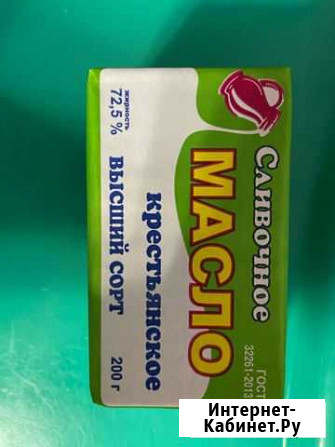 Сливочное
МАСЛО
ГОСТ
32261-2013
крестьянское
жирность
72,5 %
ВЫСШИЙ СОРТ
200 г
Интернет-
Кабинет.Ру